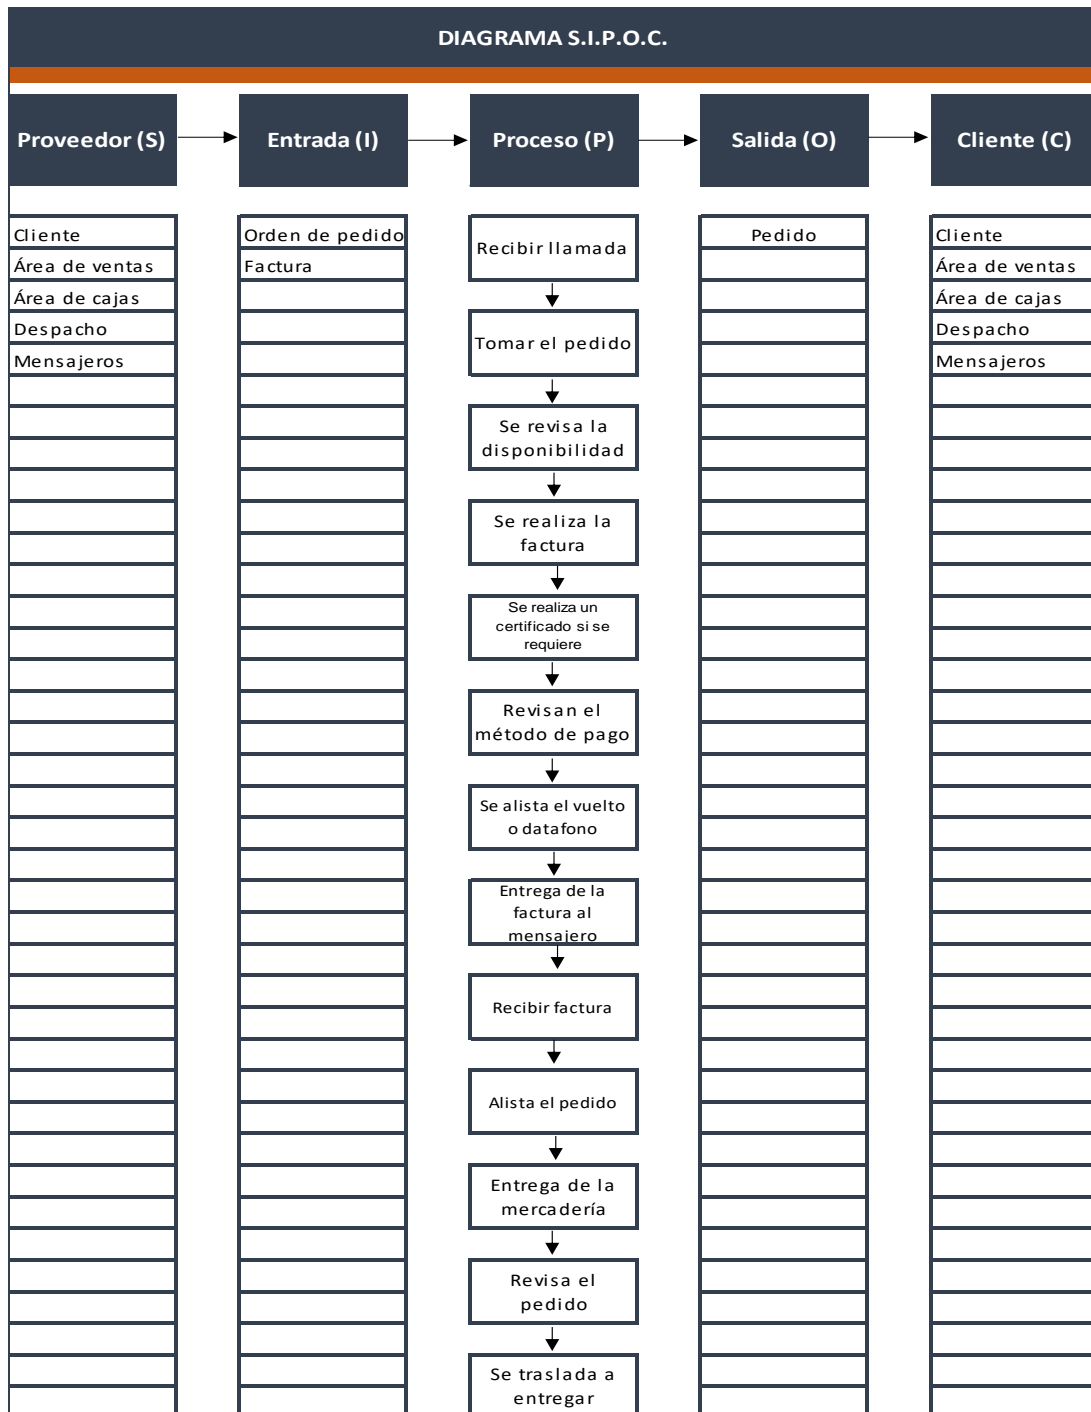 DIAGRAMA S.I.P.O.C.
Proveedor (S)
Entrada (I)
Proceso (P)
Salida (O)
Cliente (C)
Cliente
Área de ventas
Área de cajas
Despacho
Mensajeros
Orden de pedido
Factura
Recibir llamada
Tomar el pedido
Se revisa la
disponibilidad
Se realiza la
factura
Se realiza un
certificado si se
requiere
Revisan el
método de pago
Se alista el vuelto
o datafono
Entrega de la
factura al
mensajero
Recibir factura
Alista el pedido
Entrega de la
mercadería
Revisa el
pedido
Se traslada a
entregar
Pedido
Cliente
Área de ventas
Área de cajas
Despacho
Mensajeros